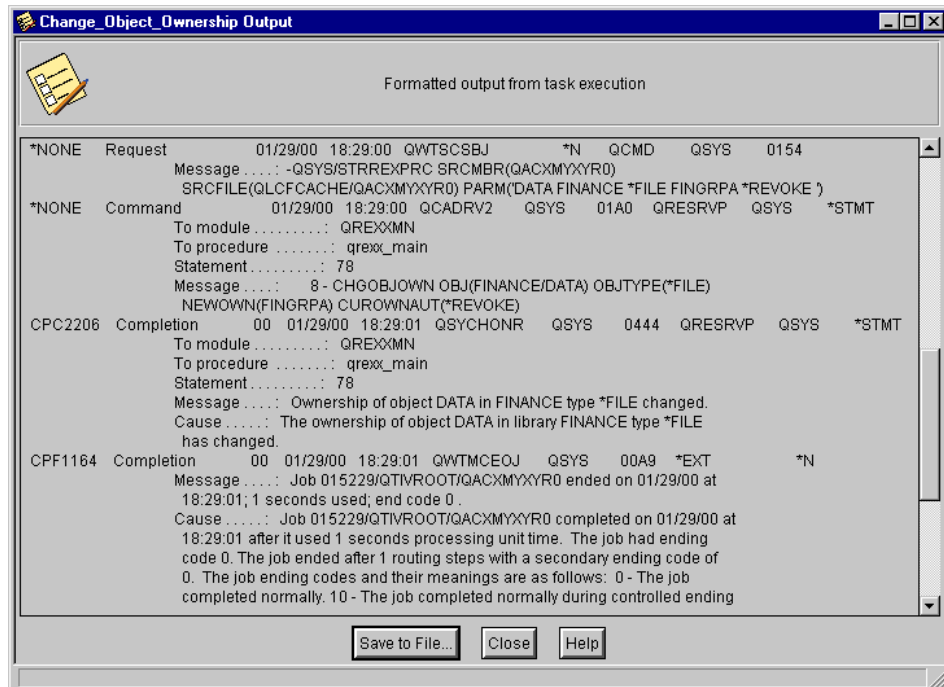 Change_Object_Ownership Output
Formatted output from task execution
*NONE Request 01/29/00 18:29:00 QWTSCSBJ *N QCMD QSYS 0154
Message . . . . : -QSYS/STRREXPRC SRCMBR(QACXMYXYR0)
SRCFILE(QLCFCACHE/QACXMYXYR0) PARM('DATA FINANCE *FILE FINGRPA *REVOKE ')
*NONE Command 01/29/00 18:29:00 QCADRV2 QSYS 01A0 QRESRVP QSYS *STMT
To module . . . . . . . . . : QREXXMN
To procedure . . . . . . . : qrexx_main
Statement . . . . . . . . . : 78
Message . . . . : 8 - CHGOBJOWN OBJ(FINANCE/DATA) OBJTYPE(*FILE)
NEWOWN(FINGRPA) CUROWNAUT(*REVOKE)
CPC2206 Completion 00 01/29/00 18:29:01 QSYCHONR QSYS 0444 QRESRVP QSYS *STMT
To module . . . . . . . . . : QREXXMN
To procedure . . . . . . . : qrexx_main
Statement . . . . . . . . . : 78
Message . . . . : Ownership of object DATA in FINANCE type *FILE changed.
Cause . . . . . : The ownership of object DATA in library FINANCE type *FILE
has changed.
CPF1164 Completion 00 01/29/00 18:29:01 QWTMCEOJ QSYS 00A9 *EXT *N
Message . . . . : Job 015229/QTIVROOT/QACXMYXYR0 ended on 01/29/00 at
18:29:01; 1 seconds used; end code 0 .
Cause . . . . . : Job 015229/QTIVROOT/QACXMYXYR0 completed on 01/29/00 at
18:29:01 after it used 1 seconds processing unit time. The job had ending
code 0. The job ended after 1 routing steps with a secondary ending code of
0. The job ending codes and their meanings are as follows: 0 - The job
completed normally. 10 - The job completed normally during controlled ending
Save to File... Close Help